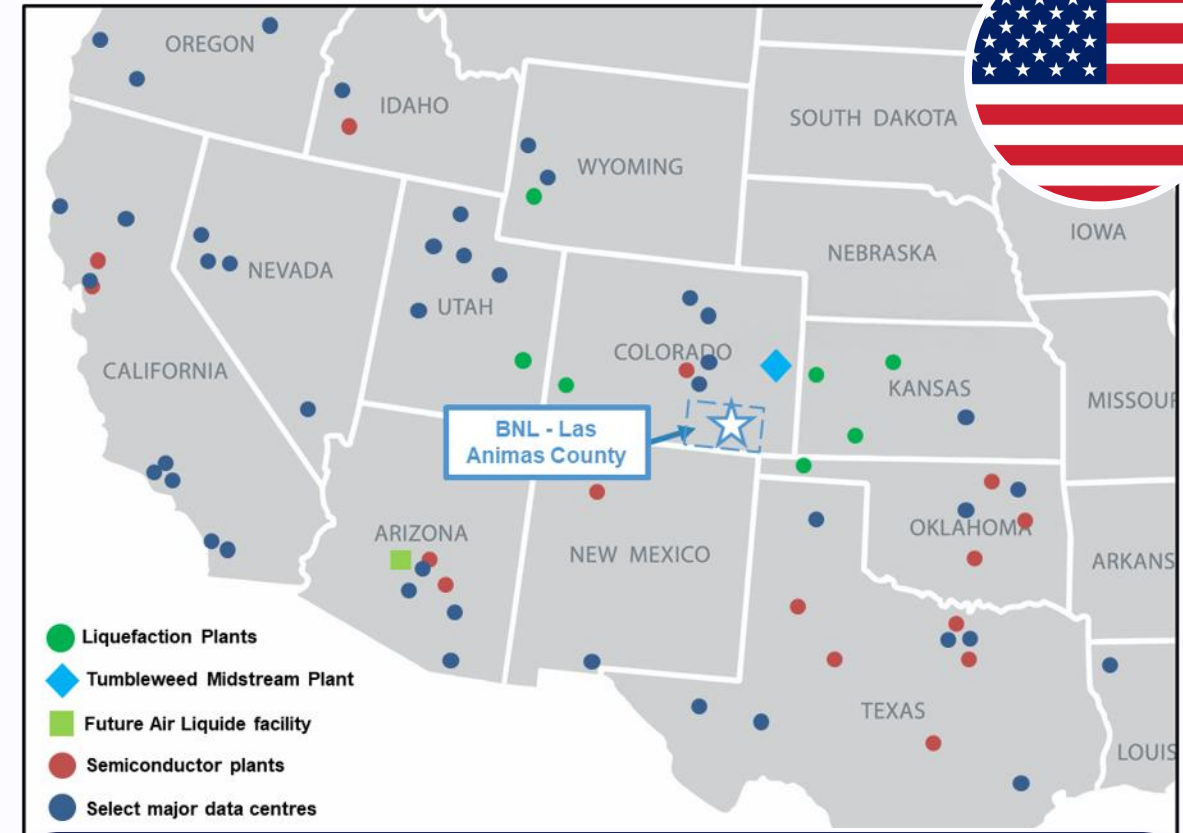 OREGON
IDAHO
SOUTH DAKOTA
WYOMING
IOWA
NEBRASKA
NEVADA
UTAH
COLORADO
CALIFORNIA
KANSAS
MISSOUR
BNL - Las
Animas County
ARIZONA
NEW MEXICO
OKLAHOMA
ARKANS
TEXAS
LOUIS
Liquefaction Plants
Tumbleweed Midstream Plant
Future Air Liquide facility
Semiconductor plants
Select major data centres